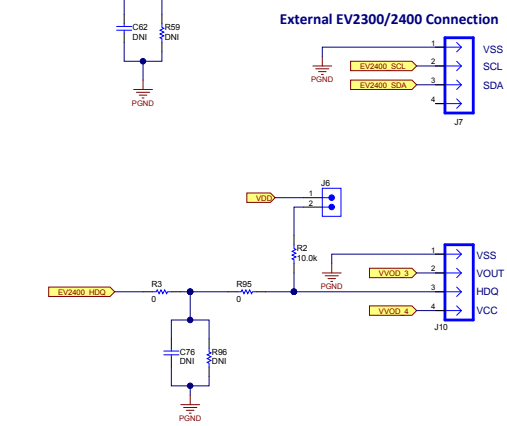 External EV2300/2400 Connection
C62
DNI
R59
DNI
PGND
1
VSS
PGND
EV2400_SCL
2
SCL
EV2400_SDA
3
SDA
4
J7
J6
VDD
1
2
R2
10.0k
1
VSS
PGND
VVOD_3
2
VOUT
EV2400_HDQ
R3
0
R95
0
3
HDQ
VVOD_4
4
VCC
J10
C76
DNI
R96
DNI
PGND